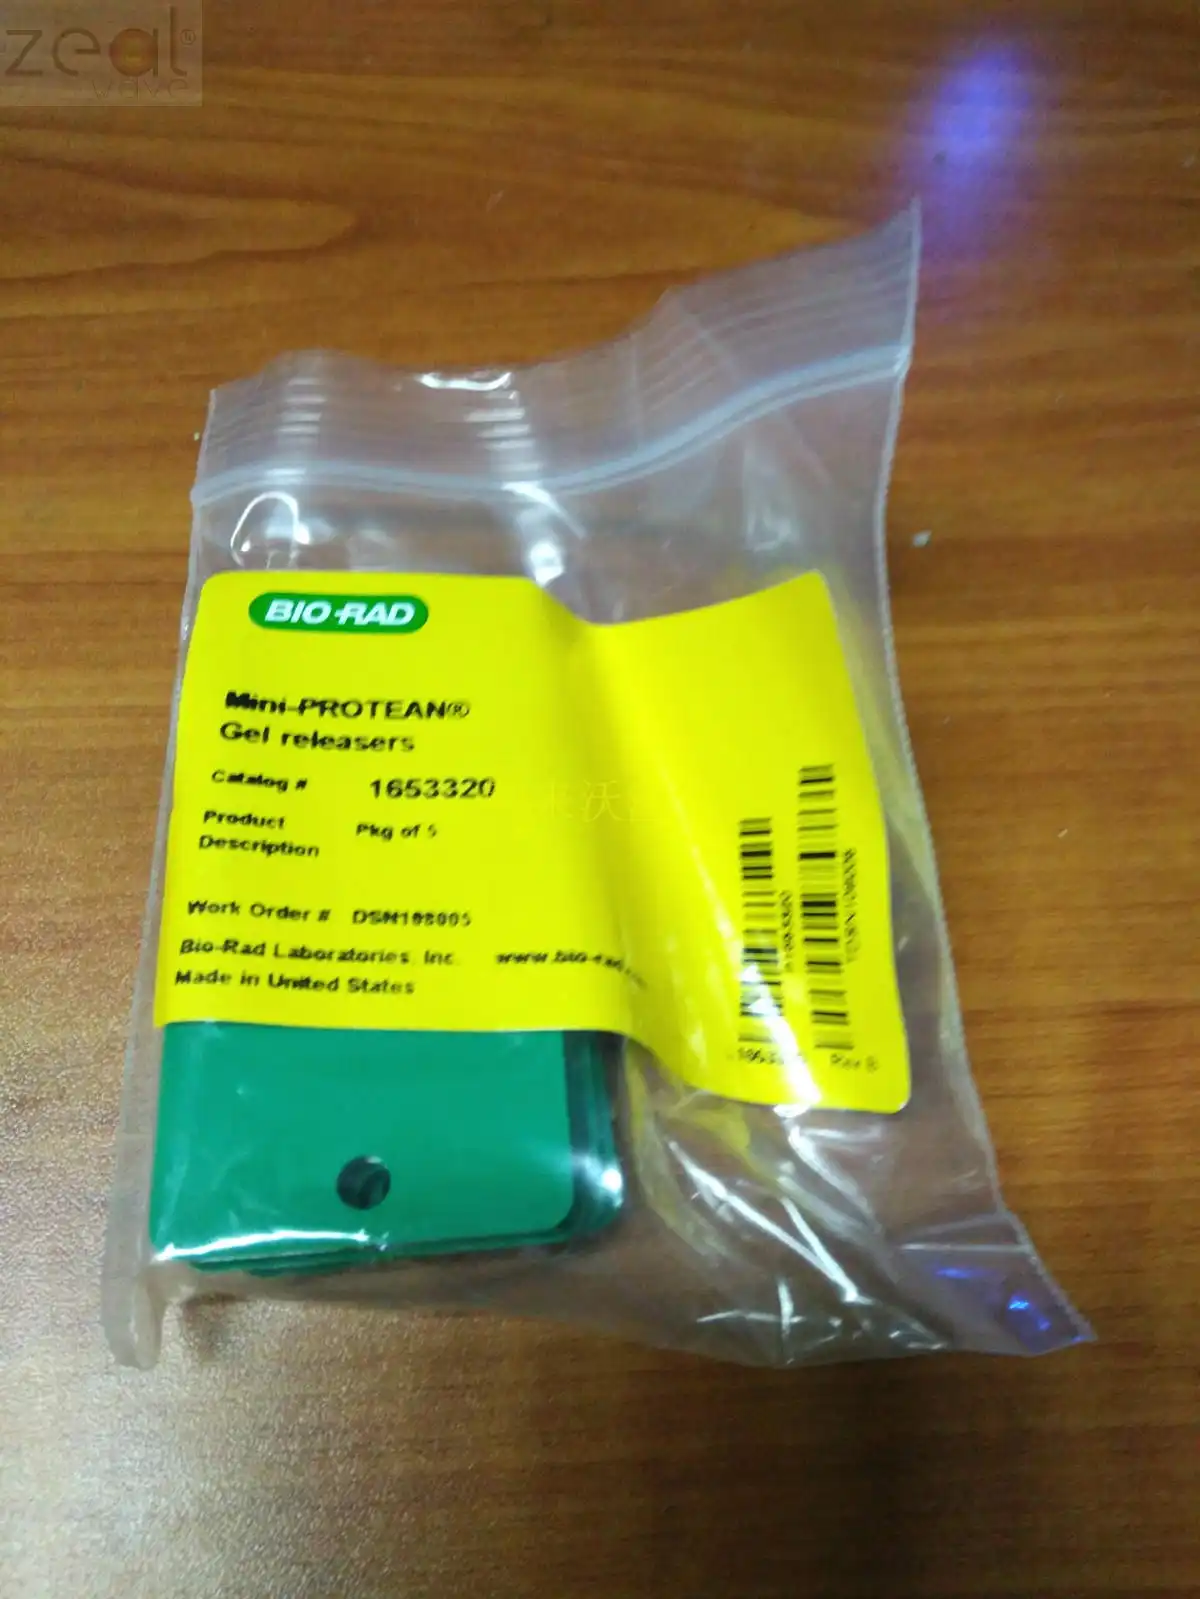 zeal®
wave
BIO-RAD
Mini-PROTEAN®
Gel releasers
Catalog # 1653320
Product
Description
Pkg of 5
Work Order #
Bio-Rad Laboratories, Inc.
Made in United States
Rev B